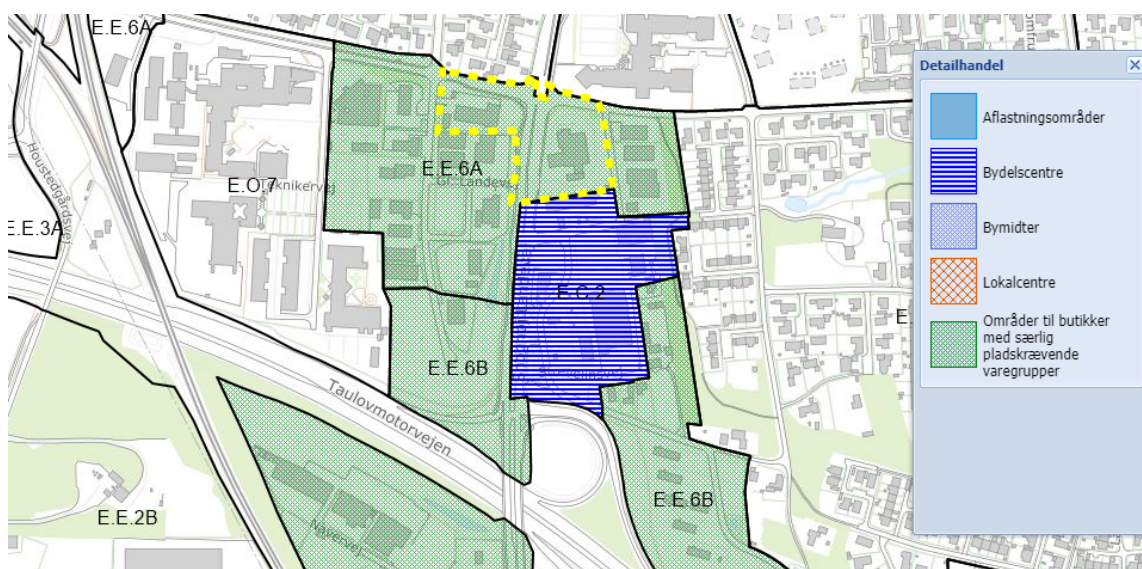 E.E.6A
Detailhandel
Aflastningsområder
Bydelscentre
Bymidter
Lokalcentre
Områder til butikker
med særlig
pladskrævende
varegrupper
Houstedgårdsvej
E.O.7
Teknikervej
E.E.6A
Gl. Landevej
E.E.3A
E.C.2
E.
E.E.6B
Taulovmotorvejen
E.E.6B
E.E.2B
Navervej